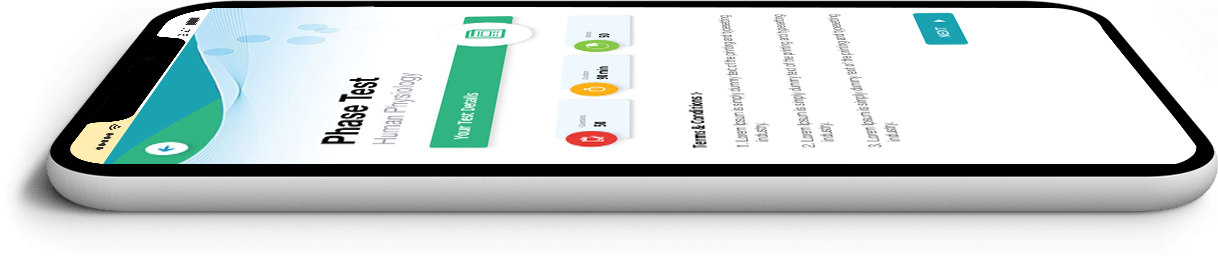 Phase Test
Human Physiology
Your Test Details
Questions
50
50 min
Marks
50
Terms & Conditions >
1. Lorem Ipsum is simply dummy text of the printing and typesetting
industry.
2. Lorem Ipsum is simply dummy text of the printing and typesetting
industry.
3. Lorem Ipsum is simply dummy text of the printing and typesetting
industry.
NEXT